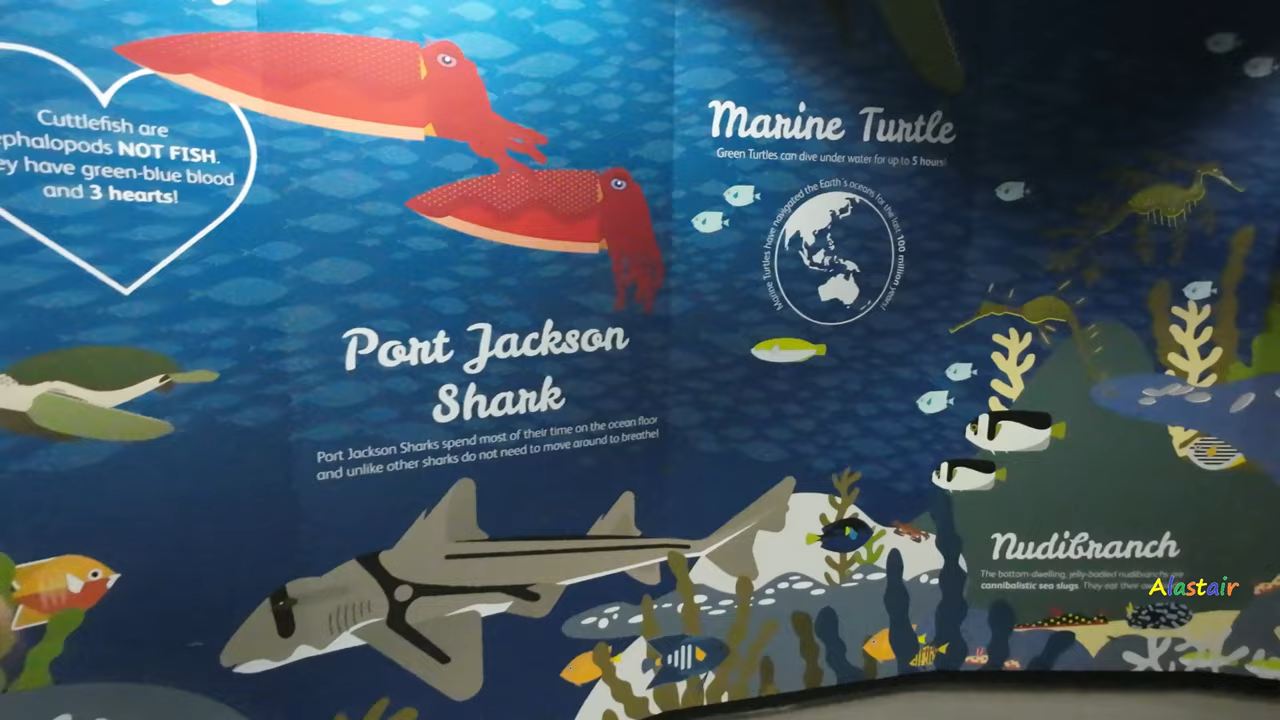 Cuttlefish are
ephalopods NOT FISH.
ey have green-blue blood
and 3 hearts!
Marine Turtle
Green Turtles can dive under water for up to 5 hours!
Marine Turtles have navigated the Earth's oceans for the last 100 million years!
Port Jackson
Shark
Port Jackson Sharks spend most of their time on the ocean floor
and unlike other sharks do not need to move around to breathe!
Nudibranch
The bottom-dwelling, jelly-bodied nudibranchs are
cannibalistic sea slugs. They eat their
Alastair